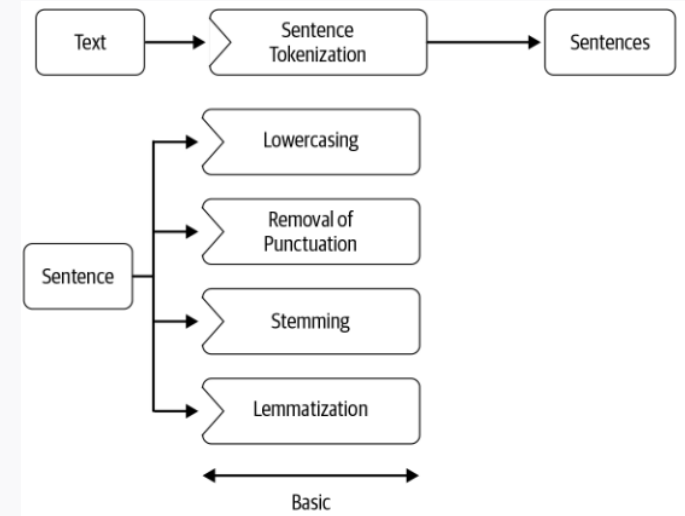 Text
Sentence
Tokenization
Sentences
Lowercasing
Removal of
Punctuation
Sentence
Stemming
Lemmatization
Basic